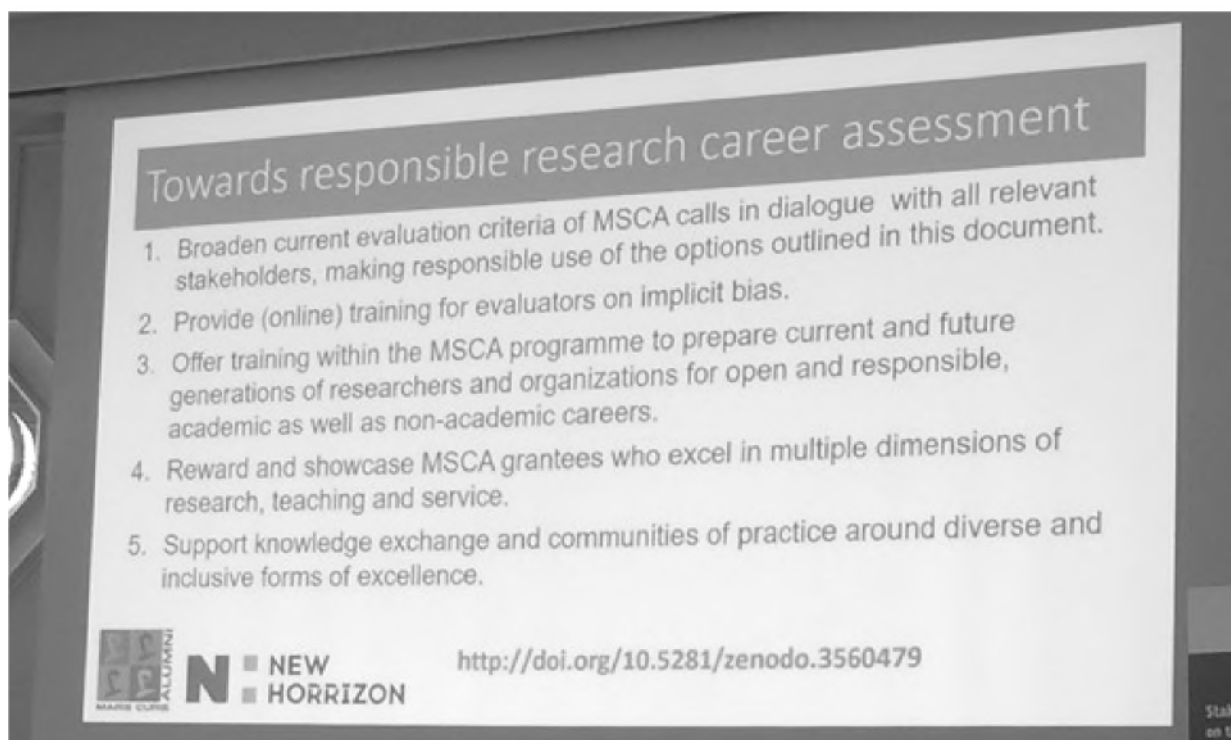 Towards responsible research career assessment
1. Broaden current evaluation criteria of MSCA calls in dialogue with all relevant
stakeholders, making responsible use of the options outlined in this document.
2. Provide (online) training for evaluators on implicit bias.
3. Offer training within the MSCA programme to prepare current and future
generations of researchers and organizations for open and responsible,
academic as well as non-academic careers.
4. Reward and showcase MSCA grantees who excel in multiple dimensions of
research, teaching and service.
5. Support knowledge exchange and communities of practice around diverse and
inclusive forms of excellence.
MARIE CURIE
ALUMNI
N NEW
HORRIZON
http://doi.org/10.5281/zenodo.3560479